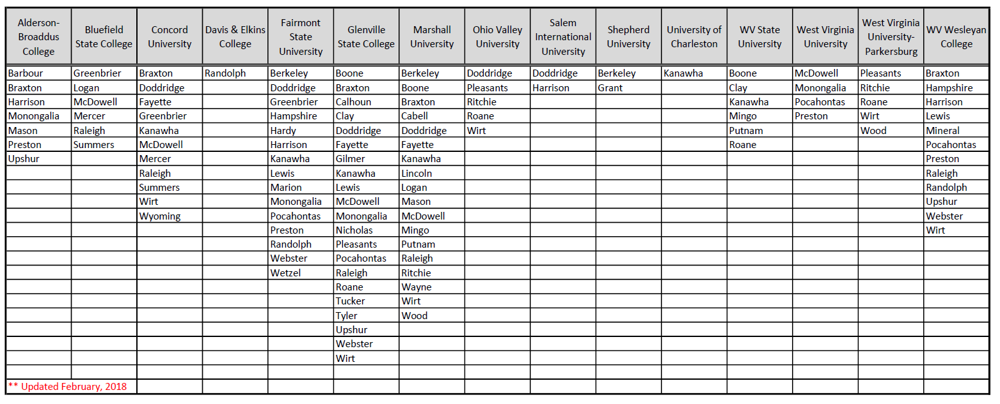 Alderson- Broaddus College | Bluefield State College | Concord University | Davis & Elkins College | Fairmont State University | Glenville State College | Marshall University | Ohio Valley University | Salem International University | Shepherd University | University of Charleston | WV State University | West Virginia University | West Virginia University- Parkersburg | WV Wesleyan College
Barbour | Greenbrier | Braxton | Randolph | Berkeley | Boone | Berkeley | Doddridge | Doddridge | Berkeley | Kanawha | Boone | McDowell | Pleasants | Braxton
Braxton | Logan | Doddridge | | Doddridge | Braxton | Boone | Pleasants | Harrison | Grant | | Clay | Monongalia | Ritchie | Hampshire
Harrison | McDowell | Fayette | | Greenbrier | Calhoun | Braxton | Ritchie | | | | Kanawha | Pocahontas | Roane | Harrison
Monongalia | Mercer | Greenbrier | | Hampshire | Clay | Cabell | Roane | | | | Mingo | Preston | Wirt | Lewis
Mason | Raleigh | Kanawha | | Hardy | Doddridge | Doddridge | Wirt | | | | Putnam | | Wood | Mineral
Preston | Summers | McDowell | | Harrison | Fayette | Fayette | | | | | Roane | | | Pocahontas
Upshur | | Mercer | | Kanawha | Gilmer | Kanawha | | | | | | | | Preston
| | Raleigh | | Lewis | Kanawha | Lincoln | | | | | | | | Raleigh
| | Summers | | Marion | Lewis | Logan | | | | | | | | Randolph
| | Wirt | | Monongalia | McDowell | Mason | | | | | | | | Upshur
| | Wyoming | | Pocahontas | Monongalia | McDowell | | | | | | | | Webster
| | | | Preston | Nicholas | Mingo | | | | | | | | Wirt
| | | | Randolph | Pleasants | Putnam
| | | | Webster | Pocahontas | Raleigh
| | | | Wetzel | Raleigh | Ritchie
| | | | | Roane | Wayne
| | | | | Tucker | Wirt
| | | | | Tyler | Wood
| | | | | Upshur
| | | | | Webster
| | | | | Wirt
** Updated February, 2018